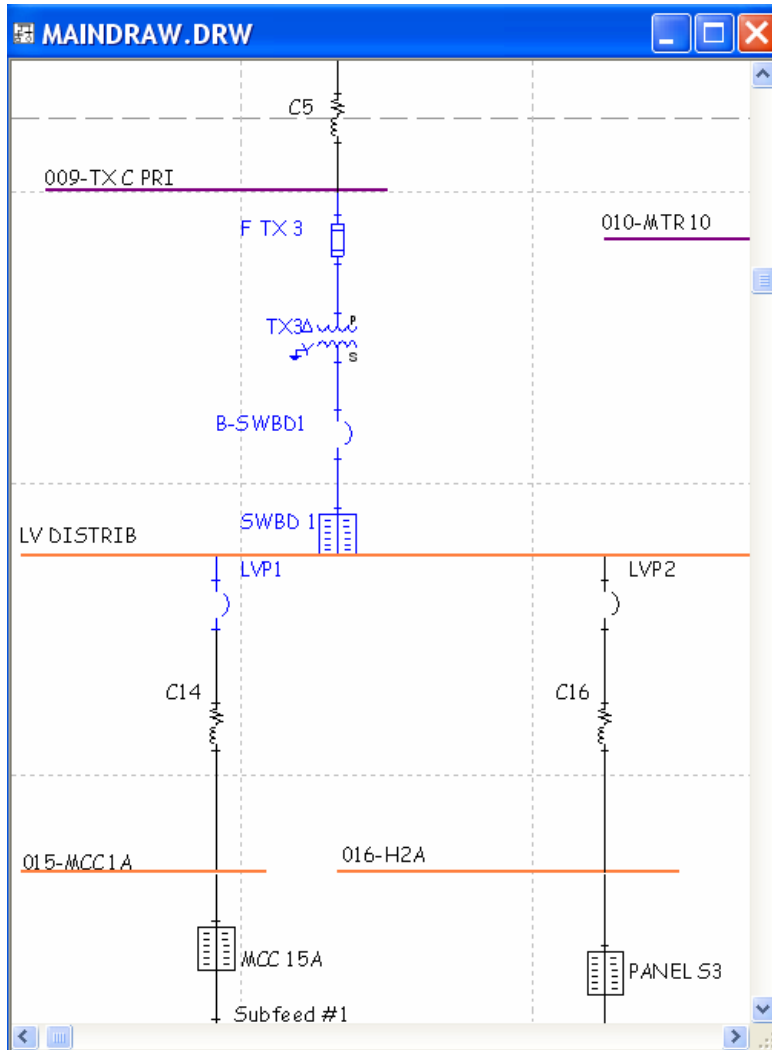 MAINDRAW.DRW
C5
009-TX C PRI
F TX 3
010-MTR 10
TX3Δ
P
Y
S
B-SWBD1
SWBD 1
LV DISTRIB
LVP1
LVP2
C14
C16
015-MCC1A
016-H2A
MCC 15A
PANEL S3
Subfeed #1